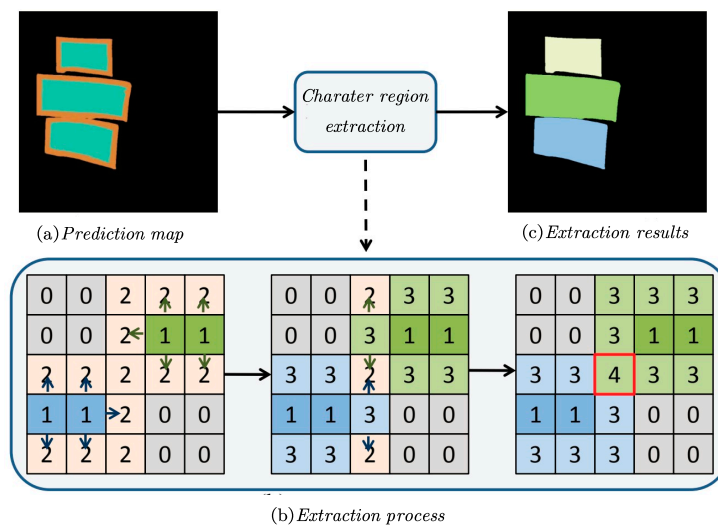 Charater region
extraction
(a)Prediction map
(c)Extraction results
0 0 2 2 2
0 0 2 1 1
2 2 2 2 2
1 1 2 0 0
2 2 2 0 0
0 0 2 3 3
0 0 3 1 1
3 3 2 3 3
1 1 3 0 0
3 3 2 0 0
0 0 3 3 3
0 0 3 1 1
3 3 4 3 3
1 1 3 0 0
3 3 3 0 0
(b)Extraction process